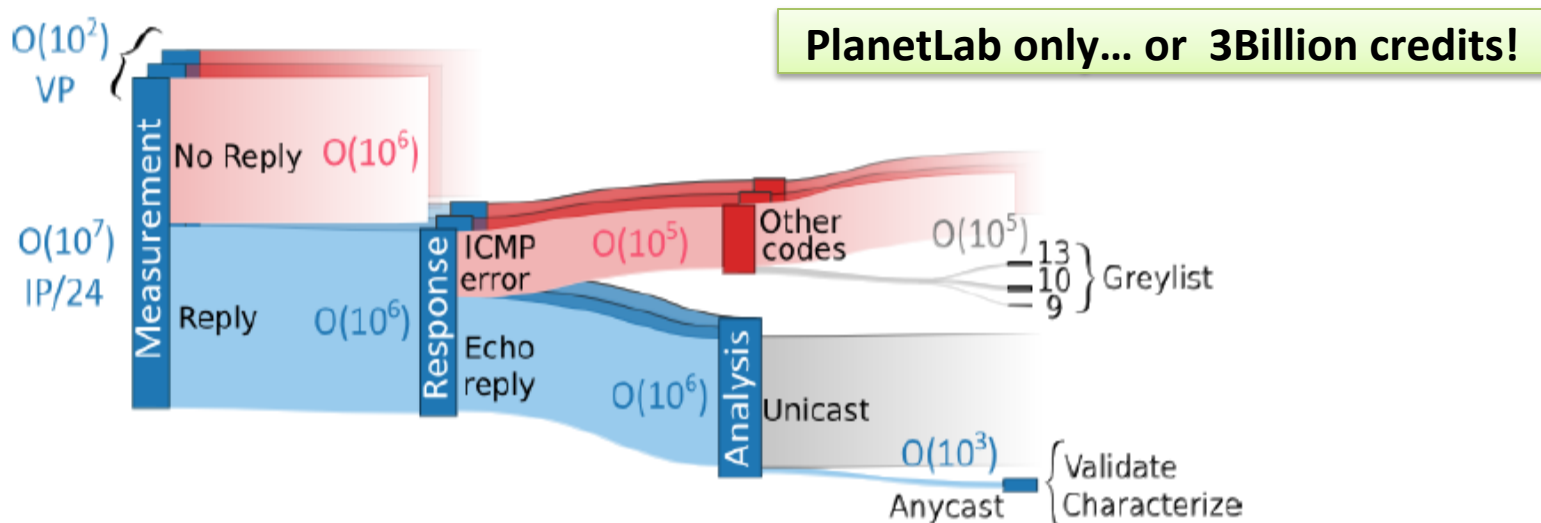 PlanetLab only… or 3Billion credits!
O(10²)
VP
O(10⁷)
IP/24
Measurement
No Reply O(10⁶)
Reply
O(10⁶)
Response
ICMP
error
O(10⁵)
Echo
reply
O(10⁶)
Other
codes
O(10⁵)
13
10
9
Greylist
Analysis
Unicast
O(10³)
Anycast
Validate
Characterize